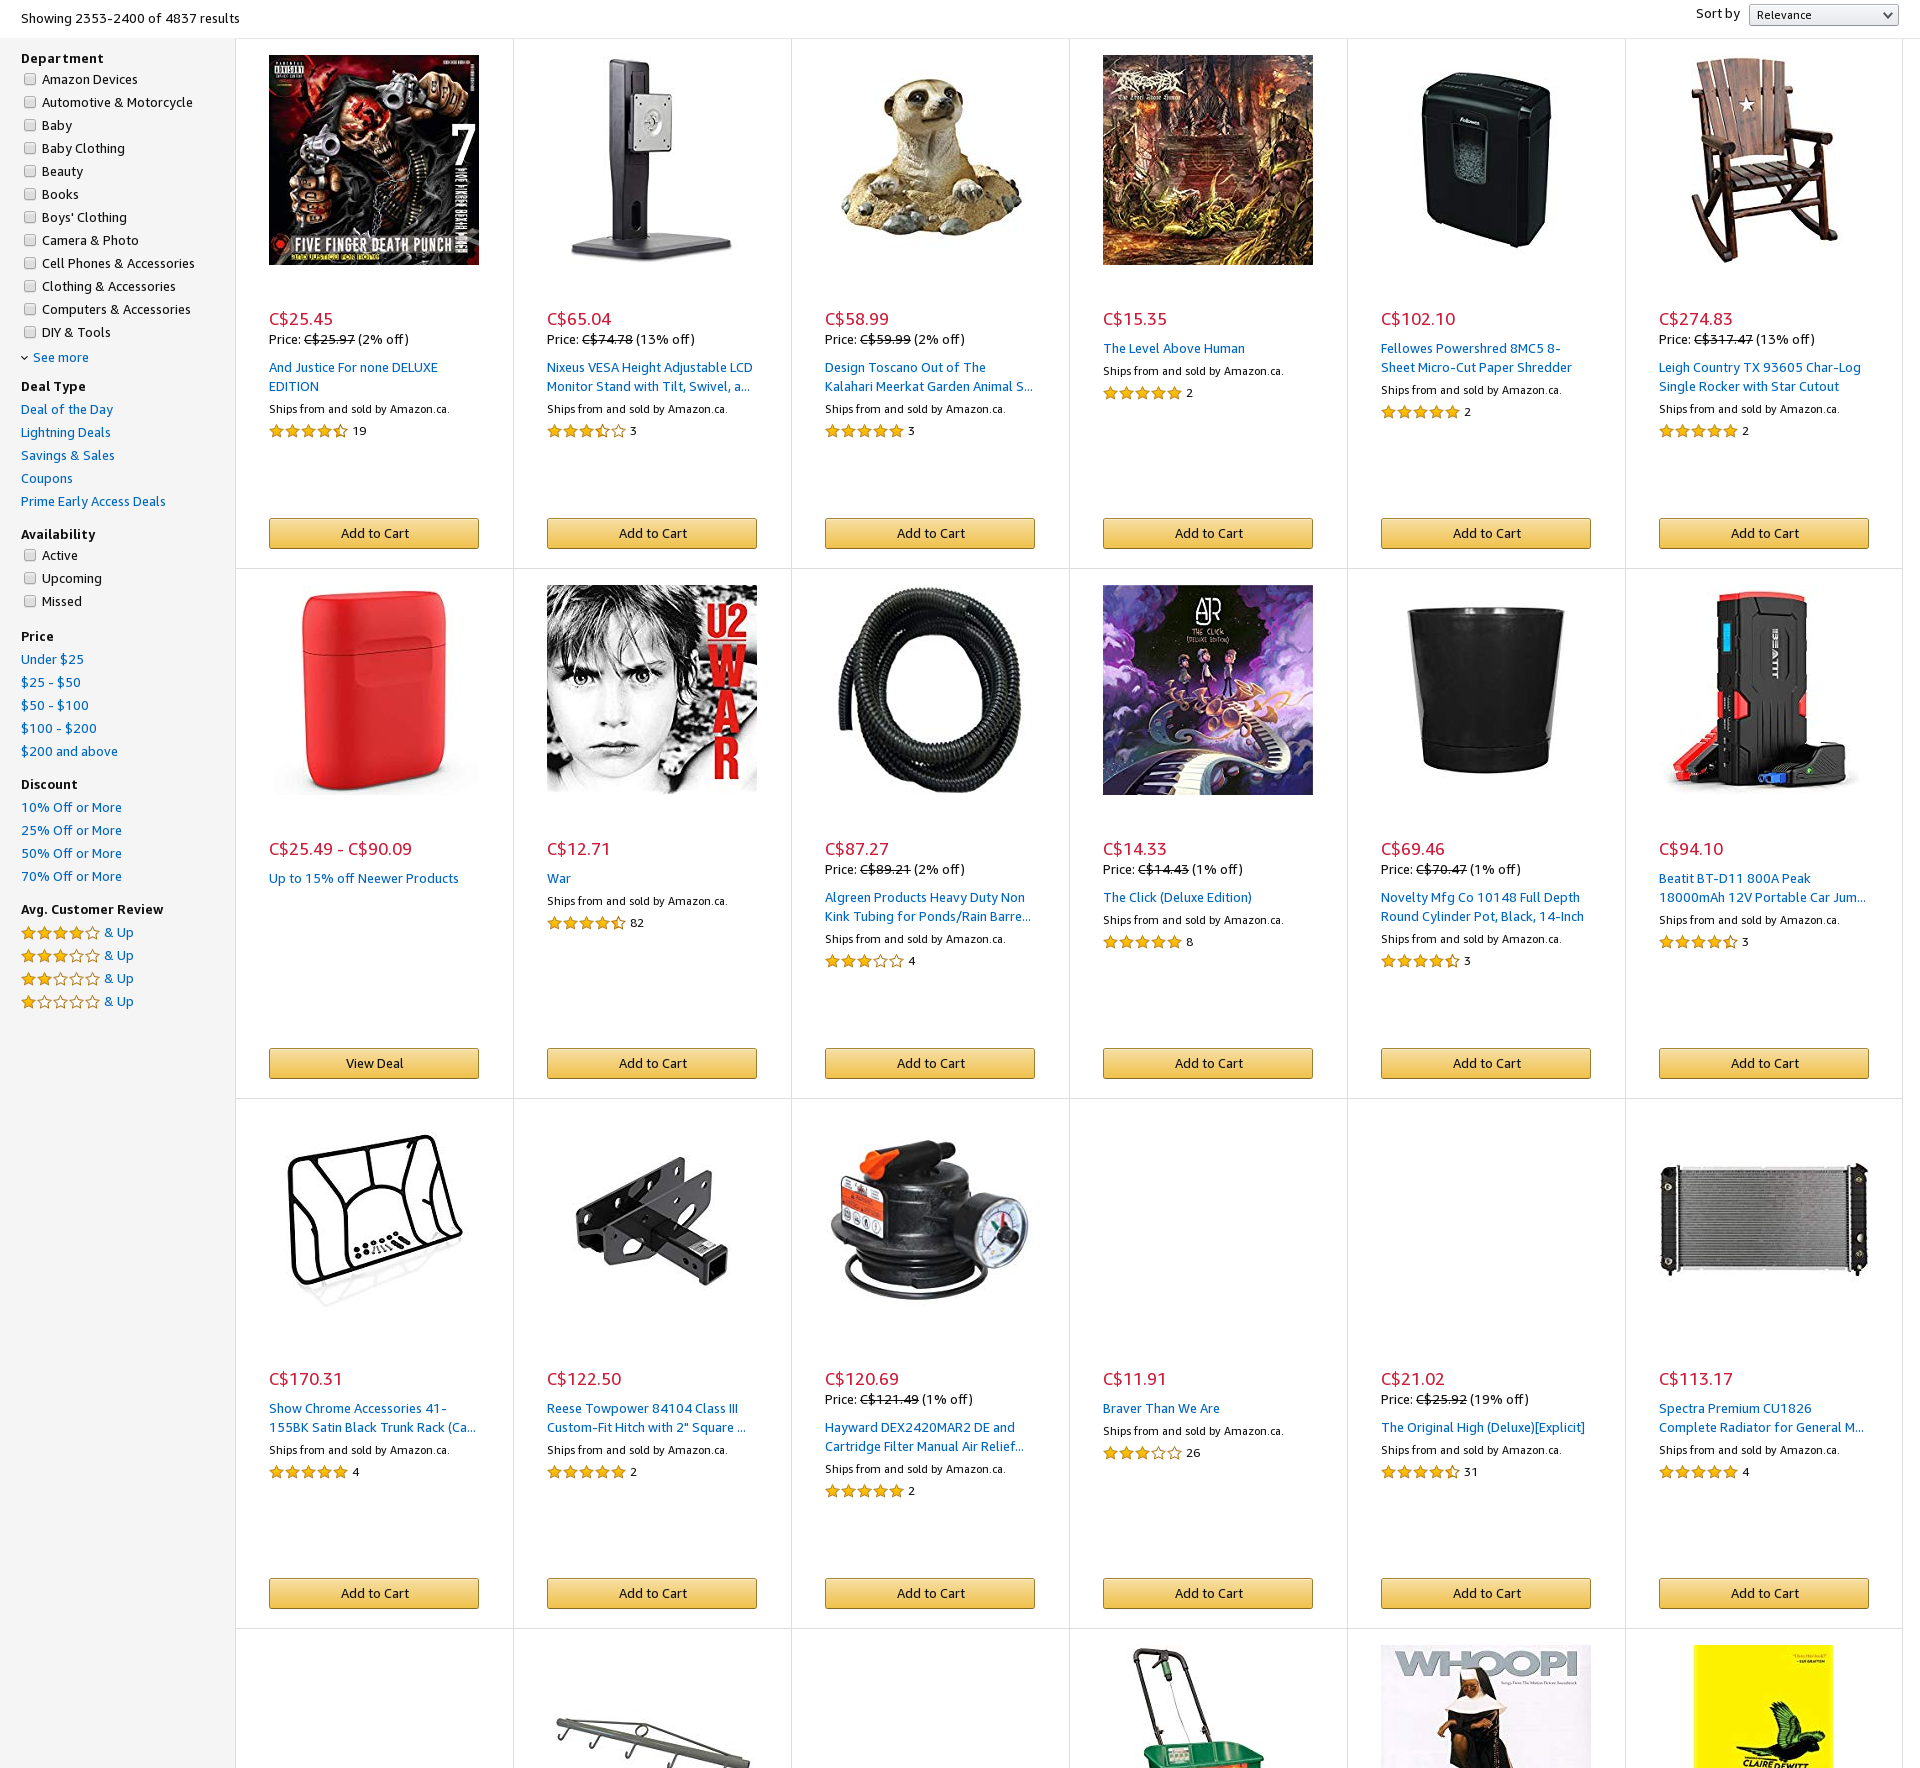 Showing 2353-2400 of 4837 results
Sort by Relevance
Department
Amazon Devices
Automotive & Motorcycle
Baby
Baby Clothing
Beauty
Books
Boys' Clothing
Camera & Photo
Cell Phones & Accessories
Clothing & Accessories
Computers & Accessories
DIY & Tools
See more
Deal Type
Deal of the Day
Lightning Deals
Savings & Sales
Coupons
Prime Early Access Deals
Availability
Active
Upcoming
Missed
Price
Under $25
$25 - $50
$50 - $100
$100 - $200
$200 and above
Discount
10% Off or More
25% Off or More
50% Off or More
70% Off or More
Avg. Customer Review
& Up
& Up
& Up
& Up
7
FIVE FINGER DEATH PUNCH
AND JUSTICE FOR NONE
C$25.45
Price: C$25.97 (2% off)
And Justice For none DELUXE
EDITION
Ships from and sold by Amazon.ca.
19
Add to Cart
C$65.04
Price: C$74.78 (13% off)
Nixeus VESA Height Adjustable LCD
Monitor Stand with Tilt, Swivel, a...
Ships from and sold by Amazon.ca.
3
Add to Cart
C$58.99
Price: C$59.99 (2% off)
Design Toscano Out of The
Kalahari Meerkat Garden Animal S...
Ships from and sold by Amazon.ca.
3
Add to Cart
The Level Above Human
C$15.35
The Level Above Human
Ships from and sold by Amazon.ca.
2
Add to Cart
Fellowes
C$102.10
Fellowes Powershred 8MC5 8-
Sheet Micro-Cut Paper Shredder
Ships from and sold by Amazon.ca.
2
Add to Cart
C$274.83
Price: C$317.47 (13% off)
Leigh Country TX 93605 Char-Log
Single Rocker with Star Cutout
Ships from and sold by Amazon.ca.
2
Add to Cart
C$25.49 - C$90.09
Up to 15% off Neewer Products
View Deal
U2
WAR
C$12.71
War
Ships from and sold by Amazon.ca.
82
Add to Cart
C$87.27
Price: C$89.21 (2% off)
Algreen Products Heavy Duty Non
Kink Tubing for Ponds/Rain Barre...
Ships from and sold by Amazon.ca.
4
Add to Cart
AJR
THE CLICK
(DELUXE EDITION)
C$14.33
Price: C$14.43 (1% off)
The Click (Deluxe Edition)
Ships from and sold by Amazon.ca.
8
Add to Cart
C$69.46
Price: C$70.47 (1% off)
Novelty Mfg Co 10148 Full Depth
Round Cylinder Pot, Black, 14-Inch
Ships from and sold by Amazon.ca.
3
Add to Cart
BEATIT
C$94.10
Beatit BT-D11 800A Peak
18000mAh 12V Portable Car Jum...
Ships from and sold by Amazon.ca.
3
Add to Cart
C$170.31
Show Chrome Accessories 41-
155BK Satin Black Trunk Rack (Ca...
Ships from and sold by Amazon.ca.
4
Add to Cart
C$122.50
Reese Towpower 84104 Class III
Custom-Fit Hitch with 2" Square ...
Ships from and sold by Amazon.ca.
2
Add to Cart
C$120.69
Price: C$121.49 (1% off)
Hayward DEX2420MAR2 DE and
Cartridge Filter Manual Air Relief...
Ships from and sold by Amazon.ca.
2
Add to Cart
C$11.91
Braver Than We Are
Ships from and sold by Amazon.ca.
26
Add to Cart
C$21.02
Price: C$25.92 (19% off)
The Original High (Deluxe)[Explicit]
Ships from and sold by Amazon.ca.
31
Add to Cart
C$113.17
Spectra Premium CU1826
Complete Radiator for General M...
Ships from and sold by Amazon.ca.
4
Add to Cart
WHOOPI
Songs From The Motion Picture Soundtrack
CLAIRE DEWITT